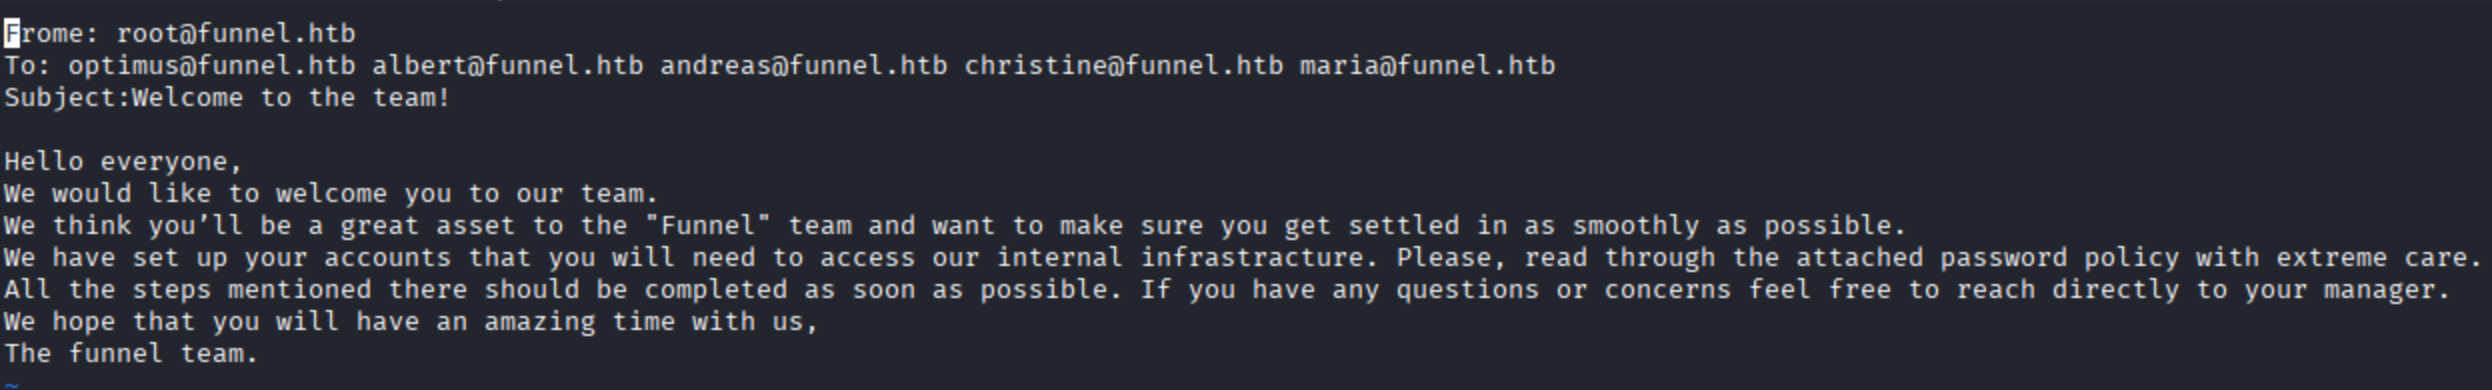 Frome: root@funnel.htb
To: optimus@funnel.htb albert@funnel.htb andreas@funnel.htb christine@funnel.htb maria@funnel.htb
Subject:Welcome to the team!
Hello everyone,
We would like to welcome you to our team.
We think you’ll be a great asset to the "Funnel" team and want to make sure you get settled in as smoothly as possible.
We have set up your accounts that you will need to access our internal infrastracture. Please, read through the attached password policy with extreme care.
All the steps mentioned there should be completed as soon as possible. If you have any questions or concerns feel free to reach directly to your manager.
We hope that you will have an amazing time with us,
The funnel team.
~